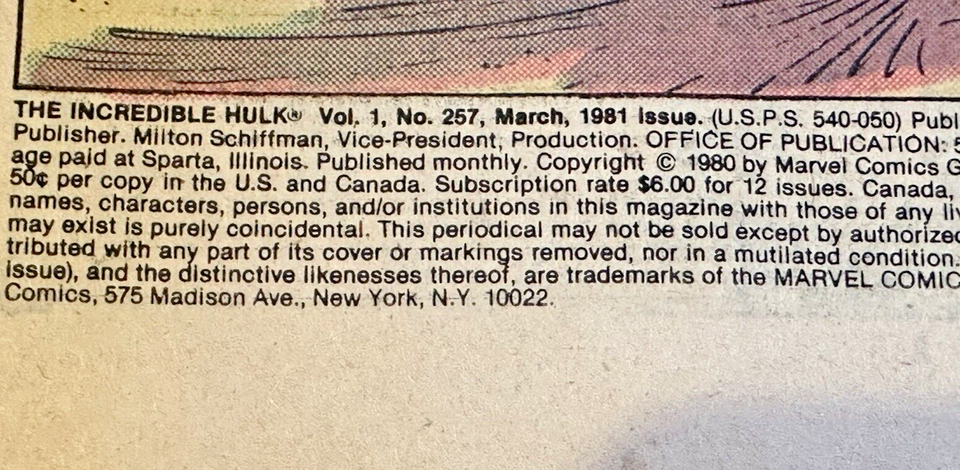 THE INCREDIBLE HULK® Vol. 1, No. 257, March, 1981 issue. (U.S.P.S. 540-050) Publ
Publisher. Milton Schiffman, Vice-President, Production. OFFICE OF PUBLICATION: 5
age paid at Sparta, Illinois. Published monthly. Copyright © 1980 by Marvel Comics G
50¢ per copy in the U.S. and Canada. Subscription rate $6.00 for 12 issues. Canada,
names, characters, persons, and/or institutions in this magazine with those of any liv
may exist is purely coincidental. This periodical may not be sold except by authorized
tributed with any part of its cover or markings removed, nor in a mutilated condition.
issue), and the distinctive likenesses thereof, are trademarks of the MARVEL COMIC
Comics, 575 Madison Ave., New York, N.Y. 10022.